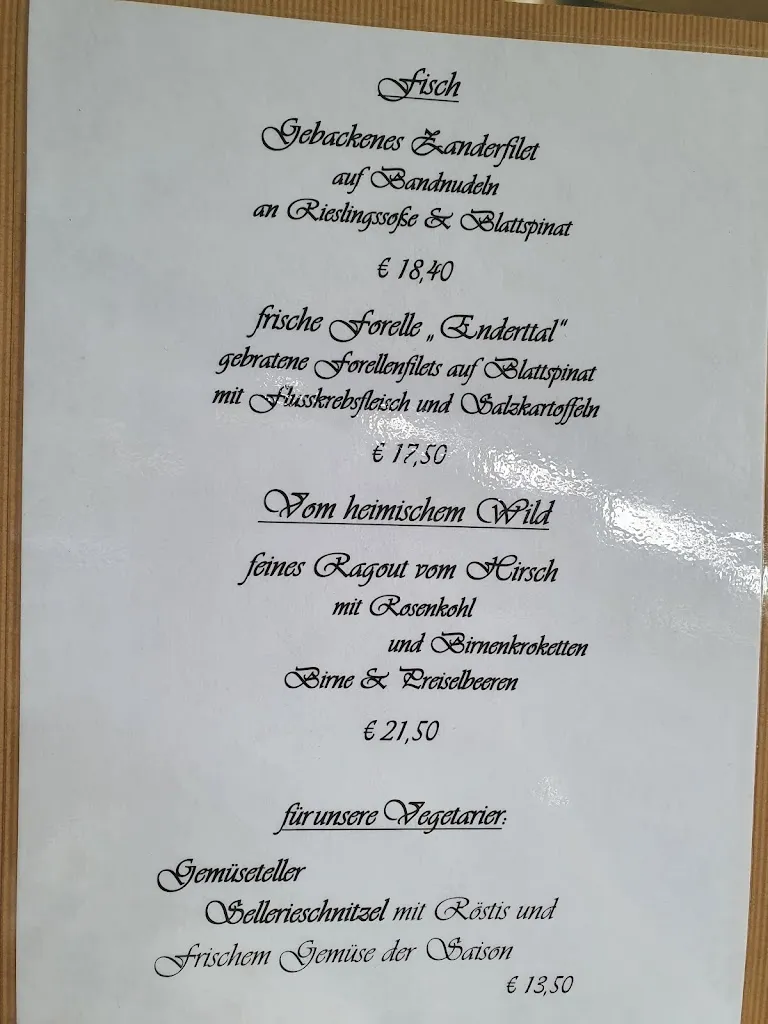 Fisch
Gebackenes Zanderfilet
auf Bandnudeln
an Rieslingssoße & Blattspinat
€ 18,40
frische Forelle „Enderttal“
gebratene Forellenfilets auf Blattspinat
mit Flusskrebsfleisch und Salzkartoffeln
€ 17,50
Vom heimischem Wild
feines Ragout vom Hirsch
mit Rosenkohl
und Birnenkroketten
Birne & Preiselbeeren
€ 21,50
für unsere Vegetarier:
Gemüseteller
Sellerieschnitzel mit Röstis und
Frischem Gemüse der Saison
€ 13,50